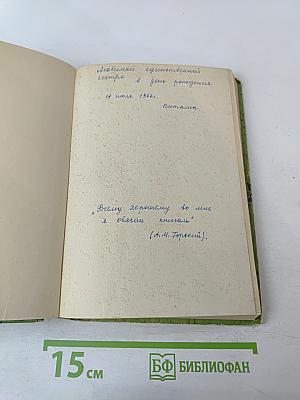 Любимой единственной
сестре в день рождения
19 июля 1966г.
Виталий.
„Всему хорошему во мне
я обязан книгам"
(А.М. Горький).
15 см
БФ БИБЛИОФАН